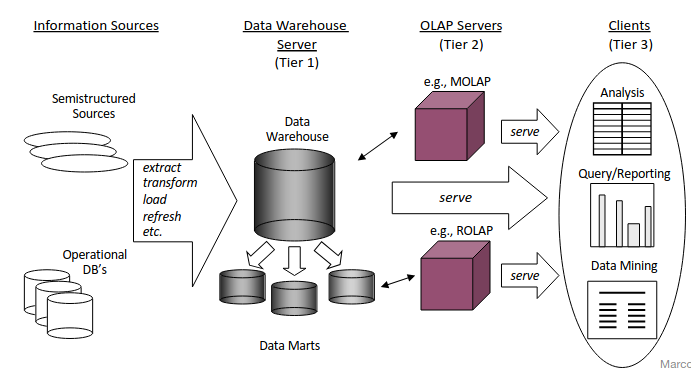 Information Sources
Data Warehouse
Server
(Tier 1)
OLAP Servers
(Tier 2)
Clients
(Tier 3)
Semistructured
Sources
Operational
DB's
extract
transform
load
refresh
etc.
Data
Warehouse
Data Marts
e.g., MOLAP
serve
serve
e.g., ROLAP
serve
Analysis
Query/Reporting
Data Mining
Marco